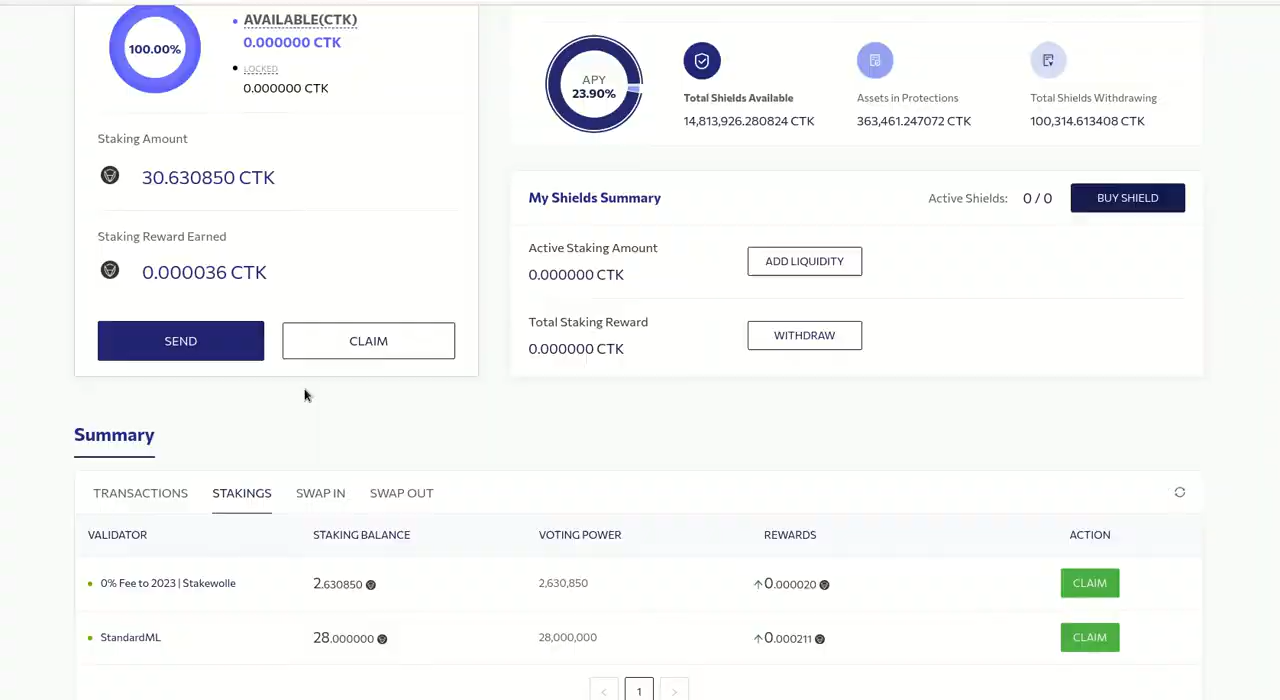 100.00%
AVAILABLE(CTK)
0.000000 CTK
LOCKED
0.000000 CTK
Staking Amount
30.630850 CTK
Staking Reward Earned
0.000036 CTK
SEND
CLAIM
APY
23.90%
Total Shields Available
14,813,926.280824 CTK
Assets in Protections
363,461.247072 CTK
Total Shields Withdrawing
100,314.613408 CTK
My Shields Summary
Active Shields: 0 / 0
BUY SHIELD
Active Staking Amount
0.000000 CTK
ADD LIQUIDITY
Total Staking Reward
0.000000 CTK
WITHDRAW
Summary
TRANSACTIONS STAKINGS SWAP IN SWAP OUT
VALIDATOR STAKING BALANCE VOTING POWER REWARDS ACTION
0% Fee to 2023 | Stakewolle 2.630850 2,630,850 0.000020 CLAIM
StandardML 28.000000 28,000,000 0.000211 CLAIM
< 1 >